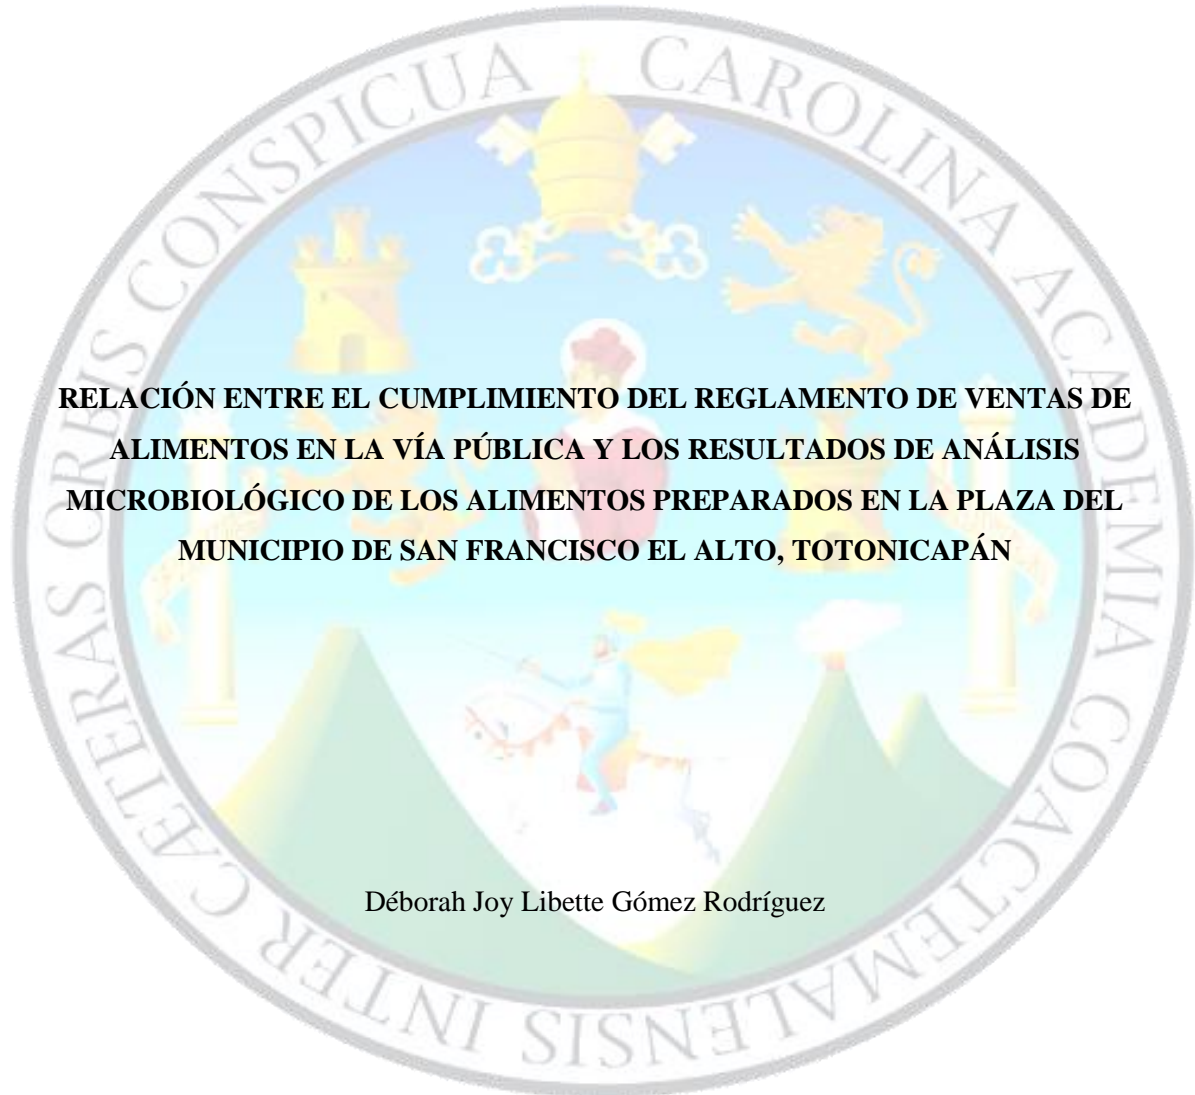 CAROLINA ACADEMIA COACTEMALENSIS INTER CÆTERAS ORBIS CONSPICUA
RELACIÓN ENTRE EL CUMPLIMIENTO DEL REGLAMENTO DE VENTAS DE
ALIMENTOS EN LA VÍA PÚBLICA Y LOS RESULTADOS DE ANÁLISIS
MICROBIOLÓGICO DE LOS ALIMENTOS PREPARADOS EN LA PLAZA DEL
MUNICIPIO DE SAN FRANCISCO EL ALTO, TOTONICAPÁN
Déborah Joy Libette Gómez Rodríguez